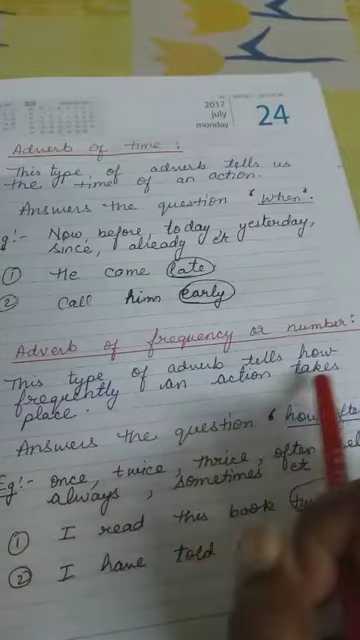 2017
july
monday
24
Adverb of time :
This type of adverb tells us
the time of an action.
Answers the question "when".
Eg!- Now, before, today, yesterday,
since, already et
① He come late
② Call him early
Adverb of frequency or number:
This type of adverb tells how
frequently an action takes
place.
Answers the question "how
Eg!- once, twice, thrice, often
always, sometimes et
① I read this book
② I have told